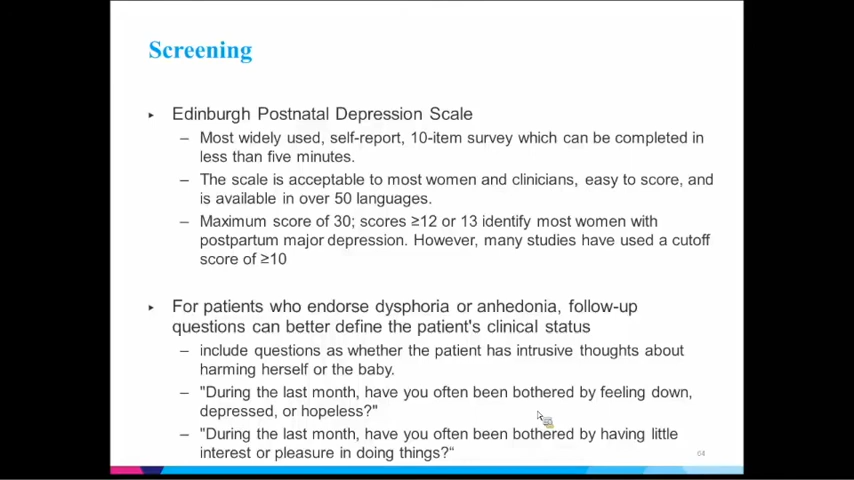 Screening
▸ Edinburgh Postnatal Depression Scale
– Most widely used, self-report, 10-item survey which can be completed in
less than five minutes.
– The scale is acceptable to most women and clinicians, easy to score, and
is available in over 50 languages.
– Maximum score of 30; scores ≥12 or 13 identify most women with
postpartum major depression. However, many studies have used a cutoff
score of ≥10
▸ For patients who endorse dysphoria or anhedonia, follow-up
questions can better define the patient's clinical status
– include questions as whether the patient has intrusive thoughts about
harming herself or the baby.
– "During the last month, have you often been bothered by feeling down,
depressed, or hopeless?"
– "During the last month, have you often been bothered by having little
interest or pleasure in doing things?“
64